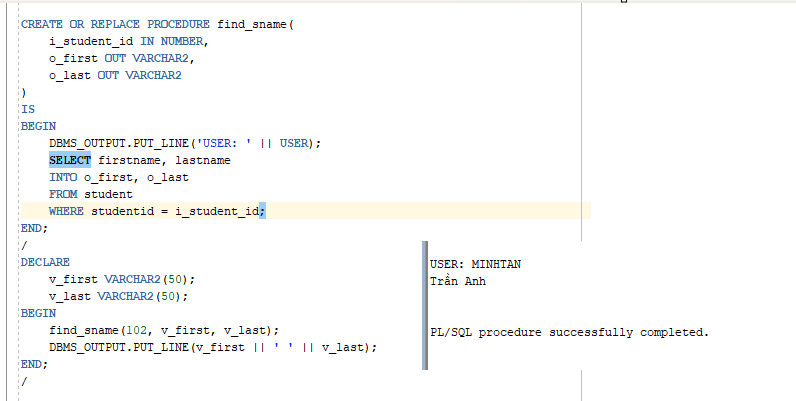 CREATE OR REPLACE PROCEDURE find_sname(
i_student_id IN NUMBER,
o_first OUT VARCHAR2,
o_last OUT VARCHAR2
)
IS
BEGIN
DBMS_OUTPUT.PUT_LINE('USER: ' || USER);
SELECT firstname, lastname
INTO o_first, o_last
FROM student
WHERE studentid = i_student_id;
END;
/
DECLARE
v_first VARCHAR2(50);
v_last VARCHAR2(50);
BEGIN
find_sname(102, v_first, v_last);
DBMS_OUTPUT.PUT_LINE(v_first || ' ' || v_last);
END;
/
USER: MINHTAN
Trần Anh
PL/SQL procedure successfully completed.